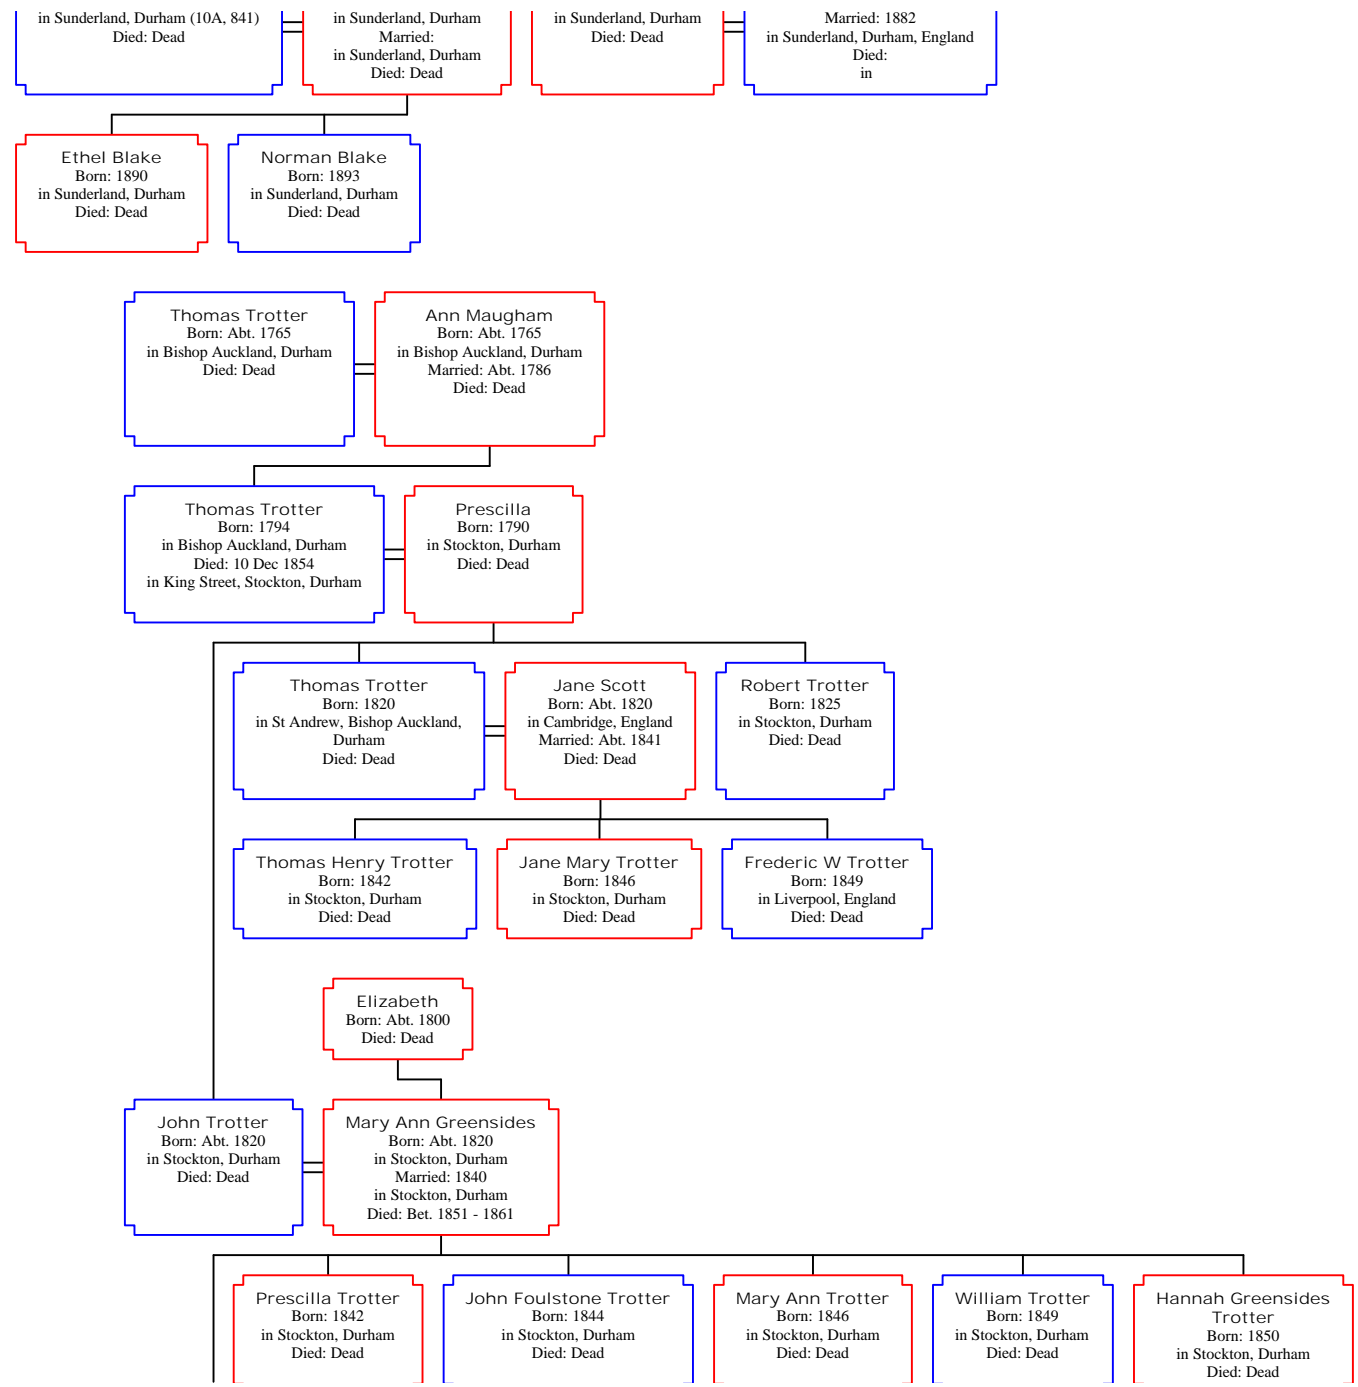 in Sunderland, Durham (10A, 841)
Died: Dead
in Sunderland, Durham
Married:
in Sunderland, Durham
Died: Dead
in Sunderland, Durham
Died: Dead
Married: 1882
in Sunderland, Durham, England
Died:
in
Ethel Blake
Born: 1890
in Sunderland, Durham
Died: Dead
Norman Blake
Born: 1893
in Sunderland, Durham
Died: Dead
Thomas Trotter
Born: Abt. 1765
in Bishop Auckland, Durham
Died: Dead
Ann Maugham
Born: Abt. 1765
in Bishop Auckland, Durham
Married: Abt. 1786
Died: Dead
Thomas Trotter
Born: 1794
in Bishop Auckland, Durham
Died: 10 Dec 1854
in King Street, Stockton, Durham
Prescilla
Born: 1790
in Stockton, Durham
Died: Dead
Thomas Trotter
Born: 1820
in St Andrew, Bishop Auckland,
Durham
Died: Dead
Jane Scott
Born: Abt. 1820
in Cambridge, England
Married: Abt. 1841
Died: Dead
Robert Trotter
Born: 1825
in Stockton, Durham
Died: Dead
Thomas Henry Trotter
Born: 1842
in Stockton, Durham
Died: Dead
Jane Mary Trotter
Born: 1846
in Stockton, Durham
Died: Dead
Frederic W Trotter
Born: 1849
in Liverpool, England
Died: Dead
Elizabeth
Born: Abt. 1800
Died: Dead
John Trotter
Born: Abt. 1820
in Stockton, Durham
Died: Dead
Mary Ann Greensides
Born: Abt. 1820
in Stockton, Durham
Married: 1840
in Stockton, Durham
Died: Bet. 1851 - 1861
Prescilla Trotter
Born: 1842
in Stockton, Durham
Died: Dead
John Foulstone Trotter
Born: 1844
in Stockton, Durham
Died: Dead
Mary Ann Trotter
Born: 1846
in Stockton, Durham
Died: Dead
William Trotter
Born: 1849
in Stockton, Durham
Died: Dead
Hannah Greensides
Trotter
Born: 1850
in Stockton, Durham
Died: Dead